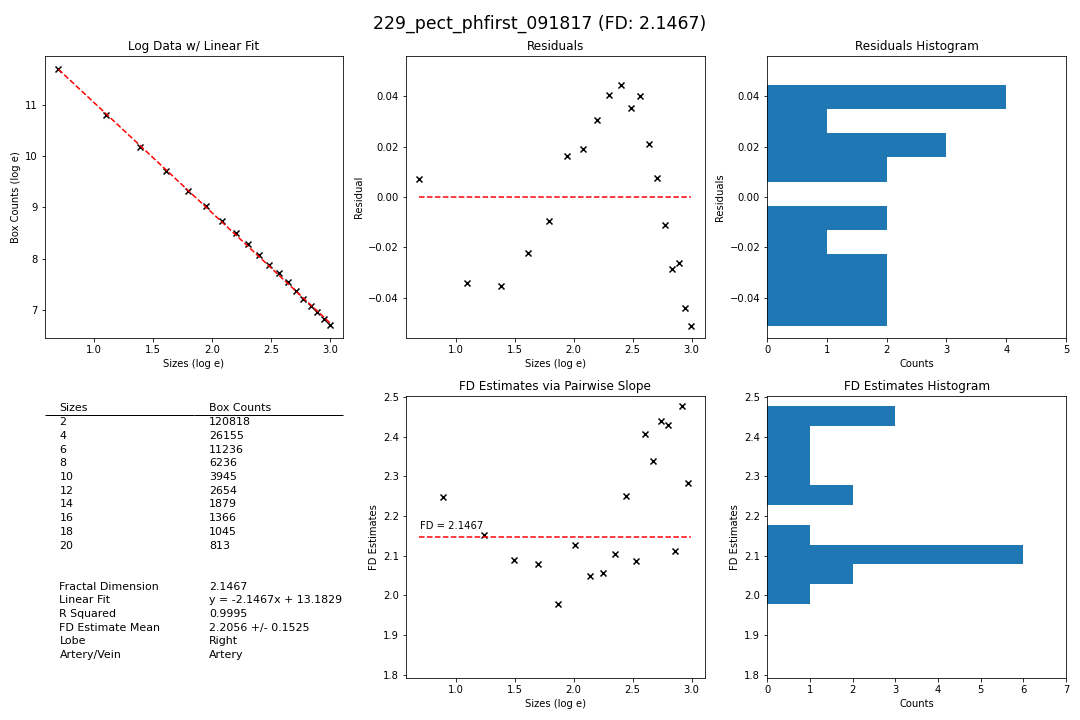 229_pect_phfirst_091817 (FD: 2.1467)
Log Data w/ Linear Fit
Box Counts (log e)
11
10
9
8
7
1.0 1.5 2.0 2.5 3.0
Sizes (log e)
Residuals
Residual
0.04
0.02
0.00
−0.02
−0.04
1.0 1.5 2.0 2.5 3.0
Sizes (log e)
Residuals Histogram
Residuals
0.04
0.02
0.00
−0.02
−0.04
0 1 2 3 4 5
Counts
Sizes Box Counts
2 120818
4 26155
6 11236
8 6236
10 3945
12 2654
14 1879
16 1366
18 1045
20 813
Fractal Dimension 2.1467
Linear Fit y = -2.1467x + 13.1829
R Squared 0.9995
FD Estimate Mean 2.2056 +/- 0.1525
Lobe Right
Artery/Vein Artery
FD Estimates via Pairwise Slope
FD Estimates
2.5
2.4
2.3
2.2
2.1
2.0
1.9
1.8
FD = 2.1467
1.0 1.5 2.0 2.5 3.0
Sizes (log e)
FD Estimates Histogram
FD Estimates
2.5
2.4
2.3
2.2
2.1
2.0
1.9
1.8
0 1 2 3 4 5 6 7
Counts